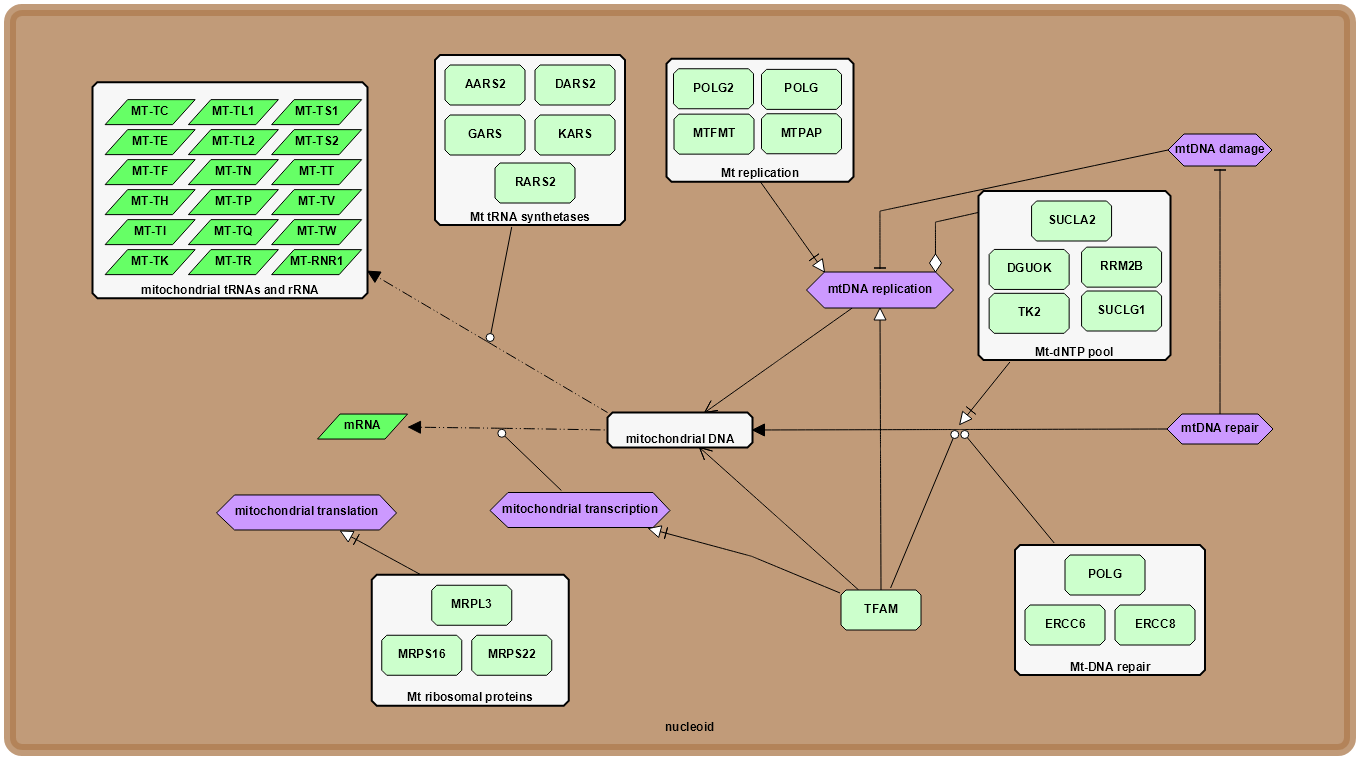 MT-TC MT-TL1 MT-TS1
MT-TE MT-TL2 MT-TS2
MT-TF MT-TN MT-TT
MT-TH MT-TP MT-TV
MT-TI MT-TQ MT-TW
MT-TK MT-TR MT-RNR1
mitochondrial tRNAs and rRNA
AARS2 DARS2
GARS KARS
RARS2
Mt tRNA synthetases
POLG2 POLG
MTFMT MTPAP
Mt replication
mtDNA damage
SUCLA2
DGUOK RRM2B
TK2 SUCLG1
Mt-dNTP pool
mtDNA replication
mRNA
mitochondrial DNA
mtDNA repair
mitochondrial translation
mitochondrial transcription
MRPL3
MRPS16 MRPS22
Mt ribosomal proteins
TFAM
POLG
ERCC6 ERCC8
Mt-DNA repair
nucleoid